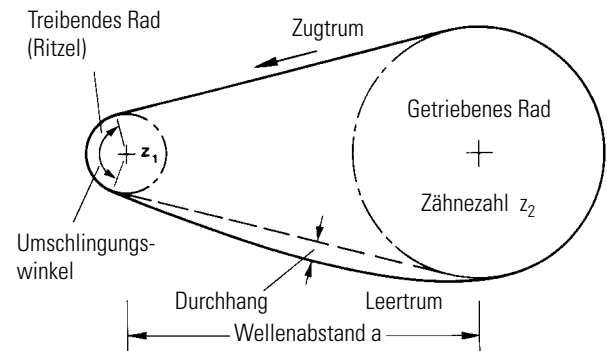 Treibendes Rad
(Ritzel)
Zugtrum
Getriebenes Rad
z1
Zähnezahl z2
Umschlingungs-
winkel
Durchhang
Leertrum
Wellenabstand a